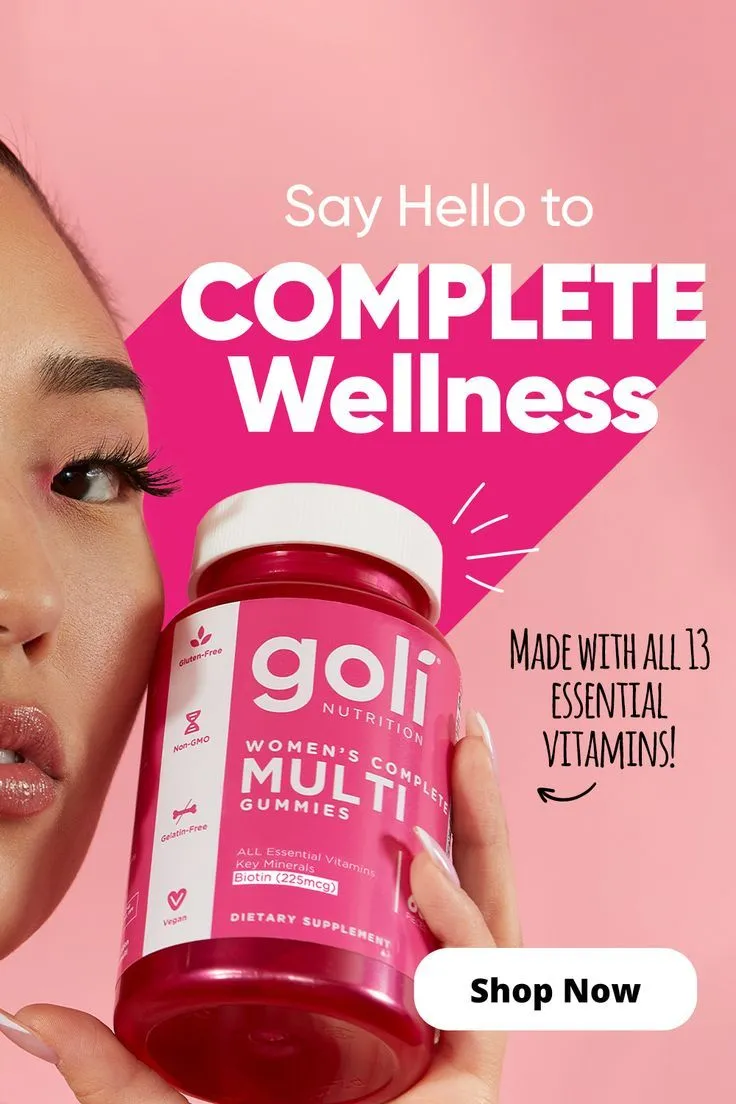 Say Hello to
COMPLETE
Wellness
Gluten-Free
Non-GMO
Gelatin-Free
Vegan
goli
NUTRITION
WOMEN'S COMPLETE
MULTI
GUMMIES
ALL Essential Vitamins
Key Minerals
Biotin (225mcg)
DIETARY SUPPLEMENT
MADE WITH ALL 13
ESSENTIAL
VITAMINS!
Shop Now